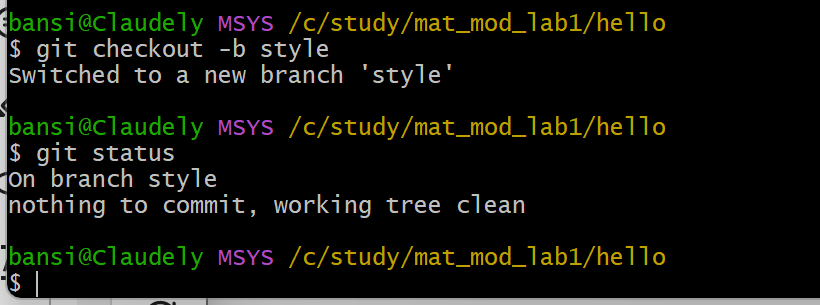 bansi@Claudely MSYS /c/study/mat_mod_lab1/hello
$ git checkout -b style
Switched to a new branch 'style'
bansi@Claudely MSYS /c/study/mat_mod_lab1/hello
$ git status
On branch style
nothing to commit, working tree clean
bansi@Claudely MSYS /c/study/mat_mod_lab1/hello
$